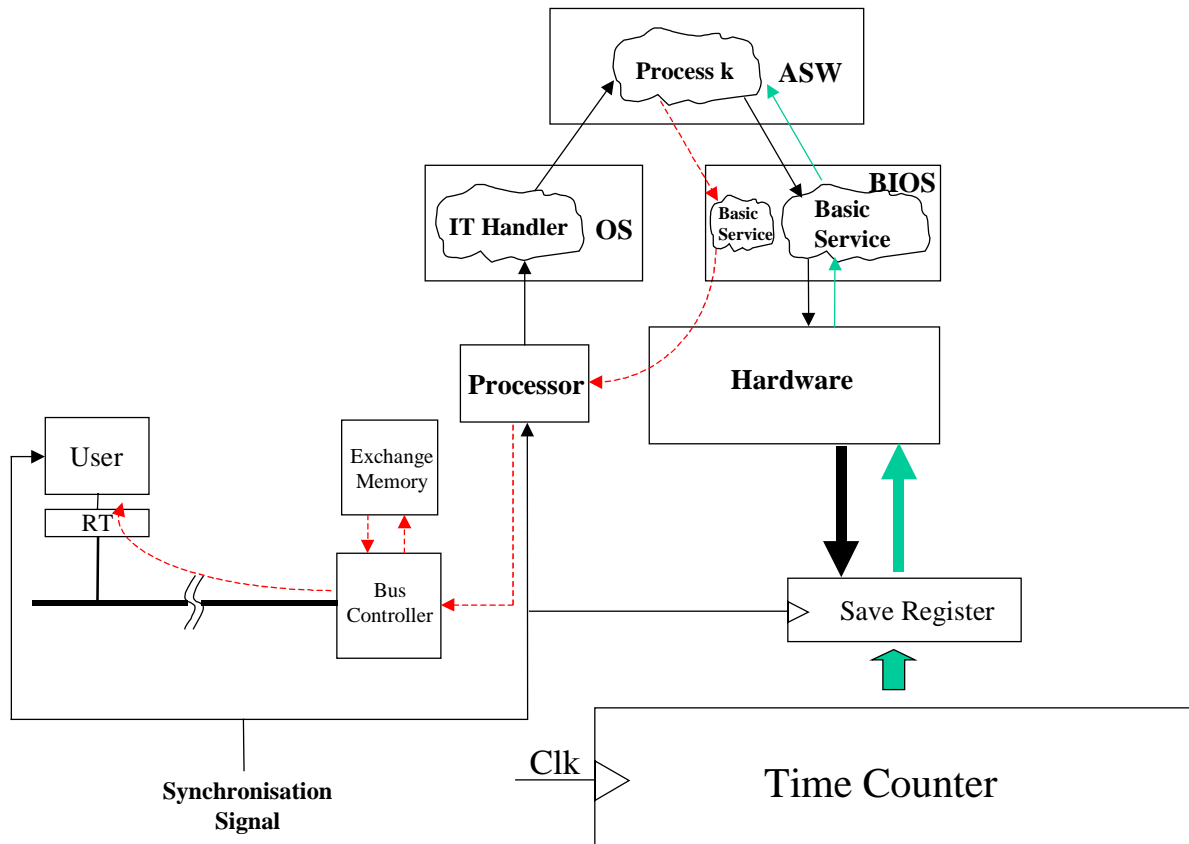 Process k
ASW
BIOS
IT Handler
OS
Basic
Service
Basic
Service
Processor
Hardware
User
Exchange
Memory
RT
Bus
Controller
Save Register
Clk
Time Counter
Synchronisation
Signal